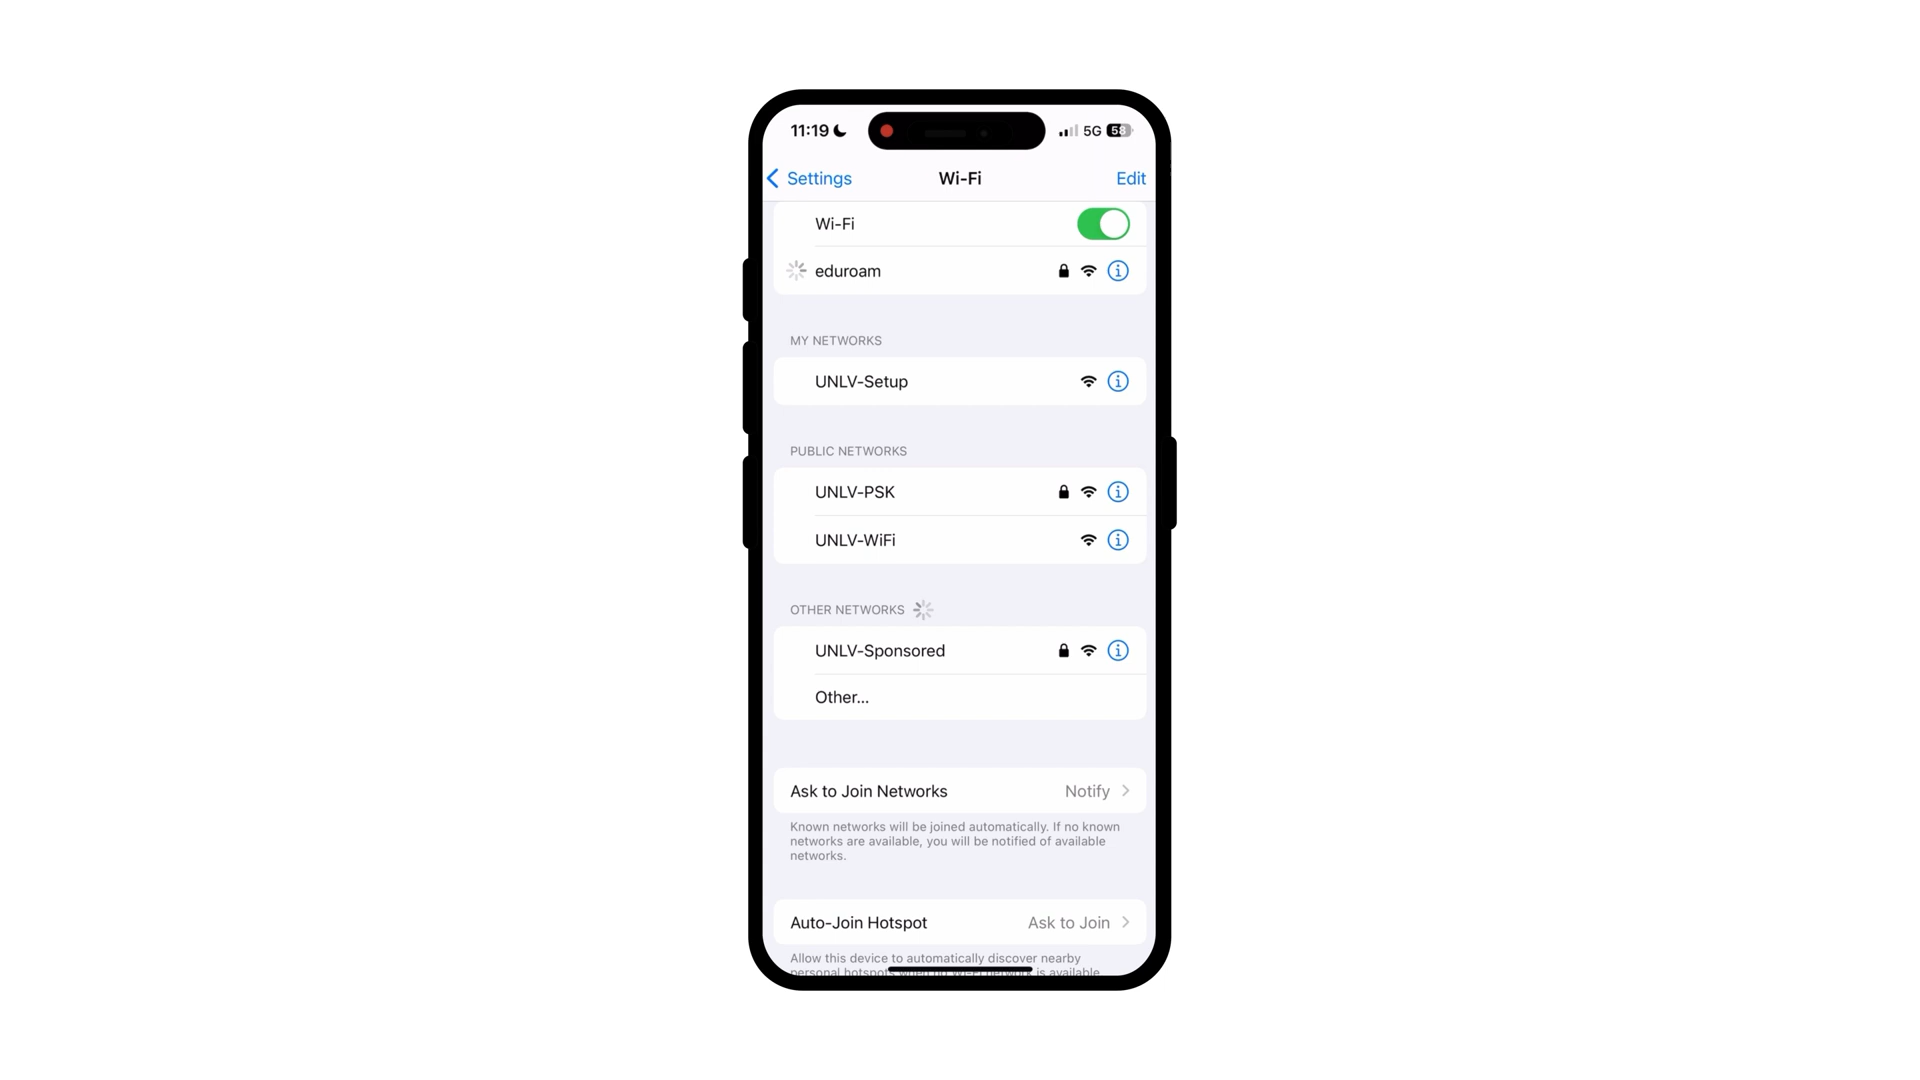 11:19 5G 58
Settings Wi-Fi Edit
Wi-Fi
eduroam
MY NETWORKS
UNLV-Setup
PUBLIC NETWORKS
UNLV-PSK
UNLV-WiFi
OTHER NETWORKS
UNLV-Sponsored
Other...
Ask to Join Networks Notify
Known networks will be joined automatically. If no known
networks are available, you will be notified of available
networks.
Auto-Join Hotspot Ask to Join
Allow this device to automatically discover nearby
personal hotspots when no Wi-Fi network is available